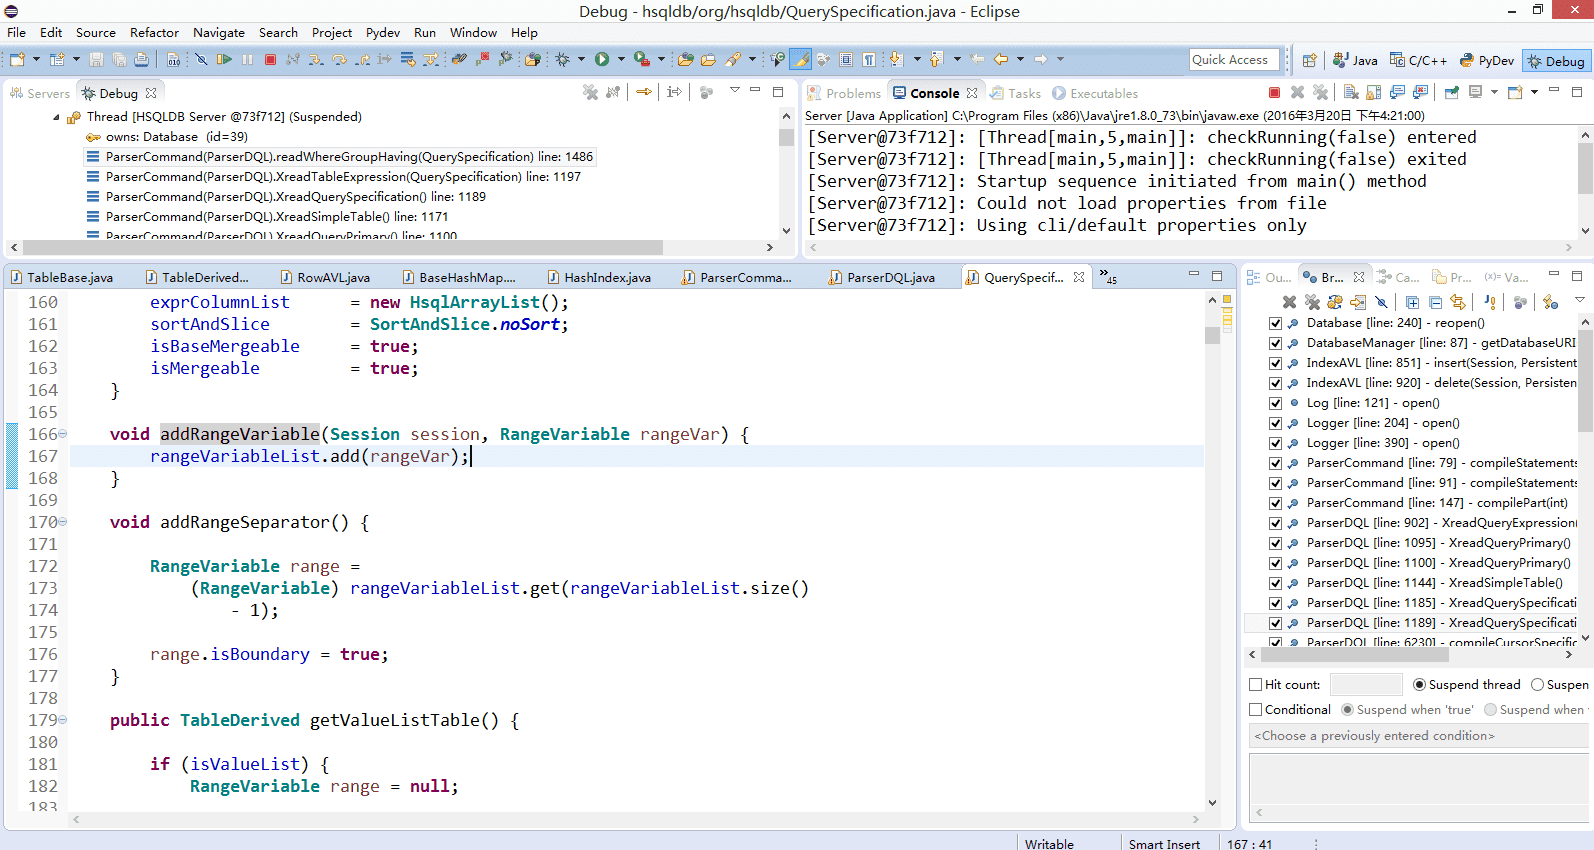 Debug - hsqldb/org/hsqldb/QuerySpecification.java - Eclipse
File Edit Source Refactor Navigate Search Project Pydev Run Window Help
Quick Access Java C/C++ PyDev Debug
Servers Debug
Thread [HSQLDB Server @73f712] (Suspended)
owns: Database (id=39)
ParserCommand(ParserDQL).readWhereGroupHaving(QuerySpecification) line: 1486
ParserCommand(ParserDQL).XreadTableExpression(QuerySpecification) line: 1197
ParserCommand(ParserDQL).XreadQuerySpecification() line: 1189
ParserCommand(ParserDQL).XreadSimpleTable() line: 1171
ParserCommand(ParserDQL).XreadQueryPrimary() line: 1100
Problems Console Tasks Executables
Server [Java Application] C:\Program Files (x86)\Java\jre1.8.0_73\bin\javaw.exe (2016年3月20日 下午4:21:00)
[Server@73f712]: [Thread[main,5,main]]: checkRunning(false) entered
[Server@73f712]: [Thread[main,5,main]]: checkRunning(false) exited
[Server@73f712]: Startup sequence initiated from main() method
[Server@73f712]: Could not load properties from file
[Server@73f712]: Using cli/default properties only
TableBase.java TableDerived... RowAVL.java BaseHashMap.... HashIndex.java ParserComma... ParserDQL.java QuerySpecif... »45
160 exprColumnList = new HsqlArrayList();
161 sortAndSlice = SortAndSlice.noSort;
162 isBaseMergeable = true;
163 isMergeable = true;
164 }
165
166 void addRangeVariable(Session session, RangeVariable rangeVar) {
167 rangeVariableList.add(rangeVar);
168 }
169
170 void addRangeSeparator() {
171
172 RangeVariable range =
173 (RangeVariable) rangeVariableList.get(rangeVariableList.size()
174 - 1);
175
176 range.isBoundary = true;
177 }
178
179 public TableDerived getValueListTable() {
180
181 if (isValueList) {
182 RangeVariable range = null;
183
Ou... Br... Ca... Pr... (x)= Va...
Database [line: 240] - reopen()
DatabaseManager [line: 87] - getDatabaseURI
IndexAVL [line: 851] - insert(Session, Persistent
IndexAVL [line: 920] - delete(Session, Persisten
Log [line: 121] - open()
Logger [line: 204] - open()
Logger [line: 390] - open()
ParserCommand [line: 79] - compileStatements
ParserCommand [line: 91] - compileStatements
ParserCommand [line: 147] - compilePart(int)
ParserDQL [line: 902] - XreadQueryExpression(
ParserDQL [line: 1095] - XreadQueryPrimary()
ParserDQL [line: 1100] - XreadQueryPrimary()
ParserDQL [line: 1144] - XreadSimpleTable()
ParserDQL [line: 1185] - XreadQuerySpecificati
ParserDQL [line: 1189] - XreadQuerySpecificati
ParserDQL [line: 6230] - compileCursorSpecific
Hit count: Suspend thread Suspen
Conditional Suspend when 'true' Suspend when
<Choose a previously entered condition>
Writable Smart Insert 167 : 41